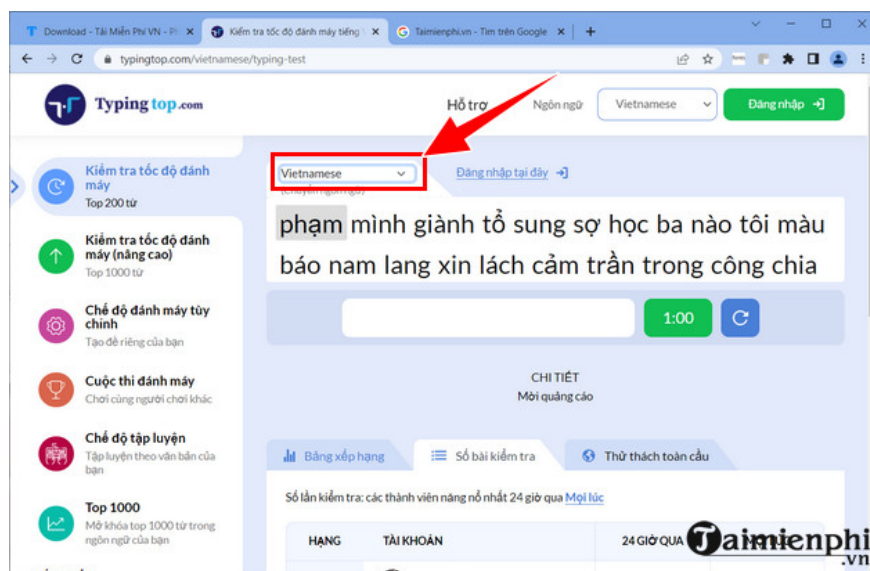 Download - Tải Miễn Phí VN - Ph
Kiểm tra tốc độ đánh máy tiếng V
Taimienphi.vn - Tìm trên Google
typingtop.com/vietnamese/typing-test
Typing top .com
Hỗ trợ
Ngôn ngữ
Vietnamese
Đăng nhập
Kiểm tra tốc độ đánh
máy
Top 200 từ
Kiểm tra tốc độ đánh
máy (nâng cao)
Top 1000 từ
Chế độ đánh máy tùy
chỉnh
Tạo đề riêng của bạn
Cuộc thi đánh máy
Chơi cùng người chơi khác
Chế độ tập luyện
Tập luyện theo văn bản của
bạn
Top 1000
Mở khóa top 1000 từ trong
ngôn ngữ của bạn
Vietnamese
(Chuyển ngôn ngữ)
Đăng nhập tại đây
phạm mình giành tổ sung sợ học ba nào tôi màu
báo nam lang xin lách cảm trần trong công chia
1:00
CHI TIẾT
Mời quảng cáo
Bảng xếp hạng
Số bài kiểm tra
Thử thách toàn cầu
Số lần kiểm tra: các thành viên năng nổ nhất 24 giờ qua Mọi lúc
HẠNG
TÀI KHOẢN
24 GIỜ QUA
Taimienphi
.vn